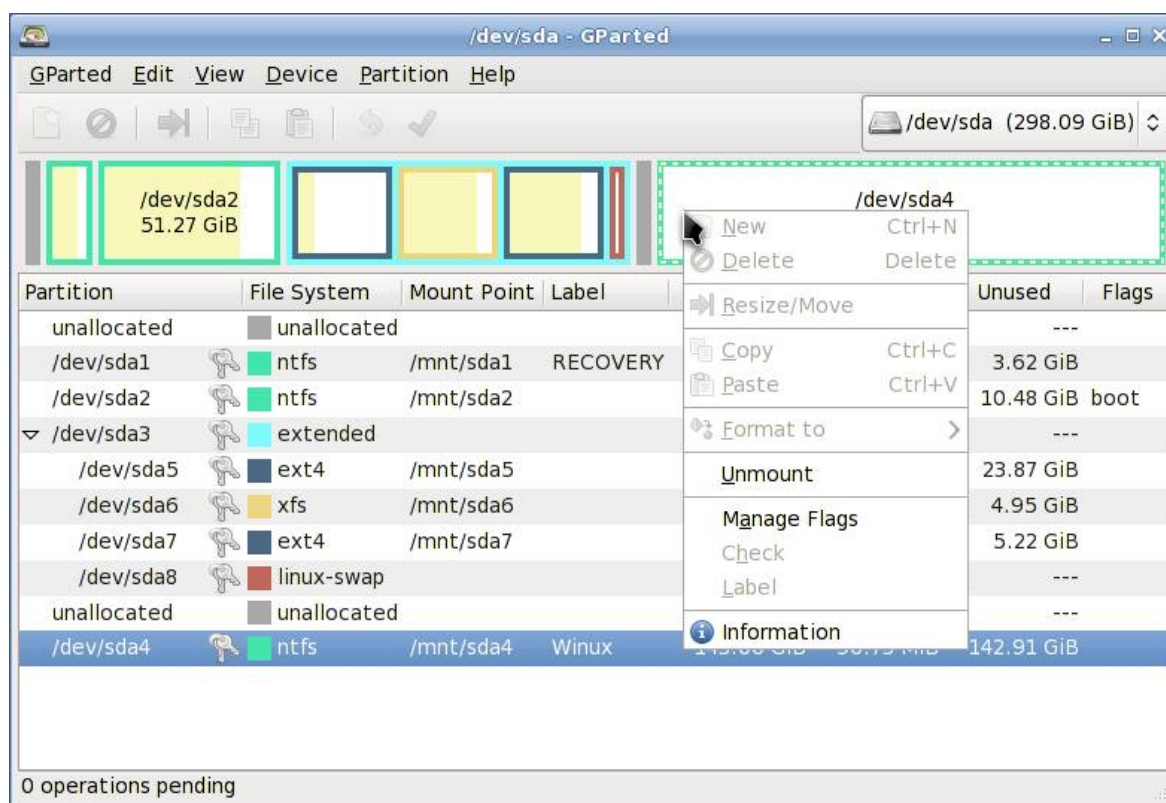 /dev/sda - GParted
GParted Edit View Device Partition Help
/dev/sda (298.09 GiB)
/dev/sda2
51.27 GiB
/dev/sda4
New Ctrl+N
Delete Delete
Resize/Move
Copy Ctrl+C
Paste Ctrl+V
Format to
Unmount
Manage Flags
Check
Label
Information
Partition File System Mount Point Label Unused Flags
unallocated unallocated ---
/dev/sda1 ntfs /mnt/sda1 RECOVERY 3.62 GiB
/dev/sda2 ntfs /mnt/sda2 10.48 GiB boot
/dev/sda3 extended ---
/dev/sda5 ext4 /mnt/sda5 23.87 GiB
/dev/sda6 xfs /mnt/sda6 4.95 GiB
/dev/sda7 ext4 /mnt/sda7 5.22 GiB
/dev/sda8 linux-swap ---
unallocated unallocated ---
/dev/sda4 ntfs /mnt/sda4 Winux 142.91 GiB
0 operations pending